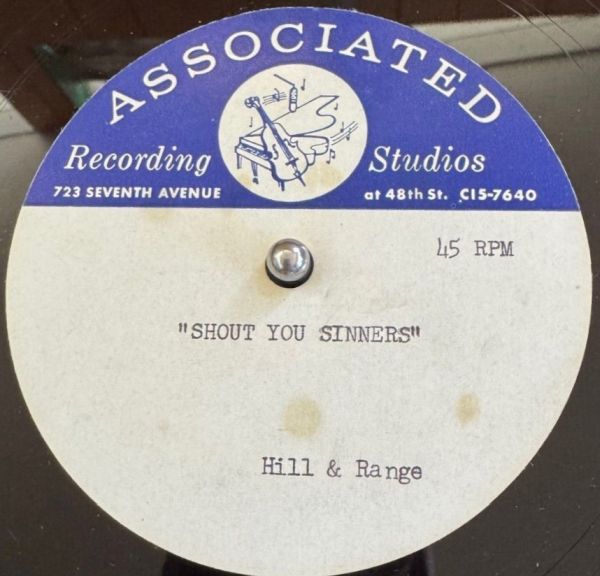 ASSOCIATED
Recording Studios
723 SEVENTH AVENUE at 48th St. CI5-7640
45 RPM
"SHOUT YOU SINNERS"
Hill & Range